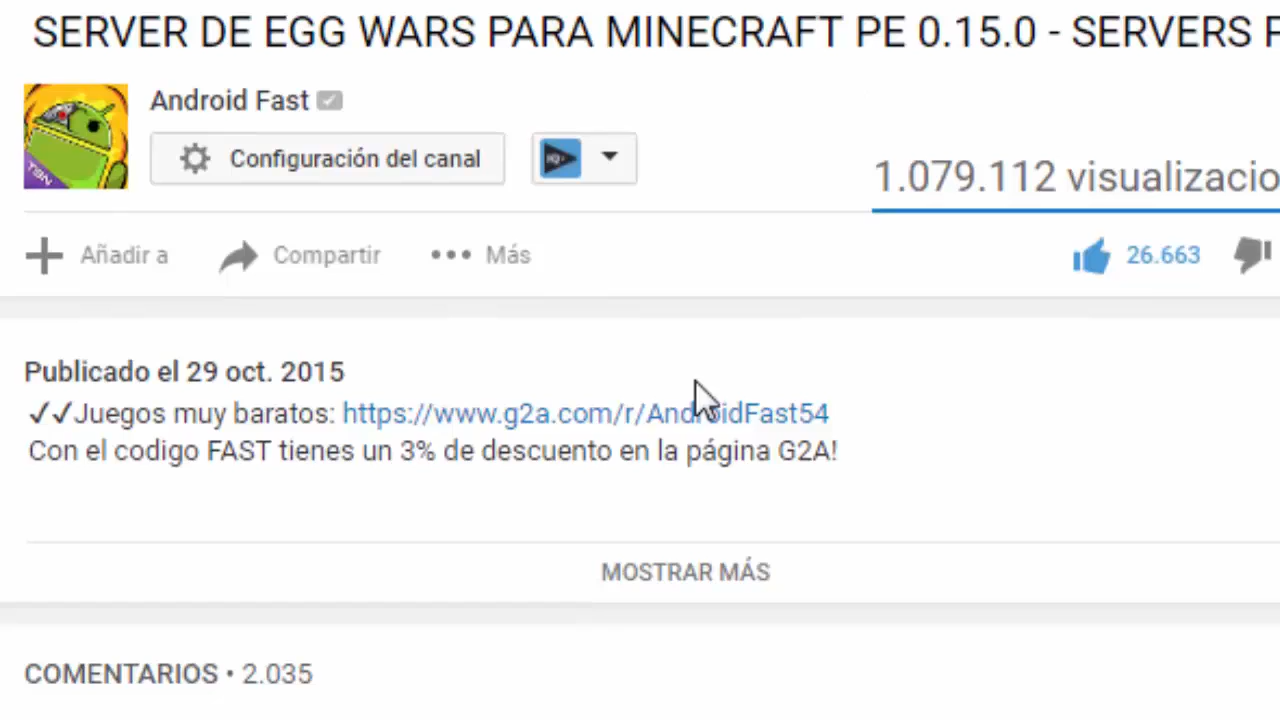 SERVER DE EGG WARS PARA MINECRAFT PE 0.15.0 - SERVERS P
Android Fast
TSN
Configuración del canal
HQ+
1.079.112 visualizacio
Añadir a
Compartir
Más
26.663
Publicado el 29 oct. 2015
✓✓Juegos muy baratos: https://www.g2a.com/r/AndroidFast54
Con el codigo FAST tienes un 3% de descuento en la página G2A!
MOSTRAR MÁS
COMENTARIOS • 2.035